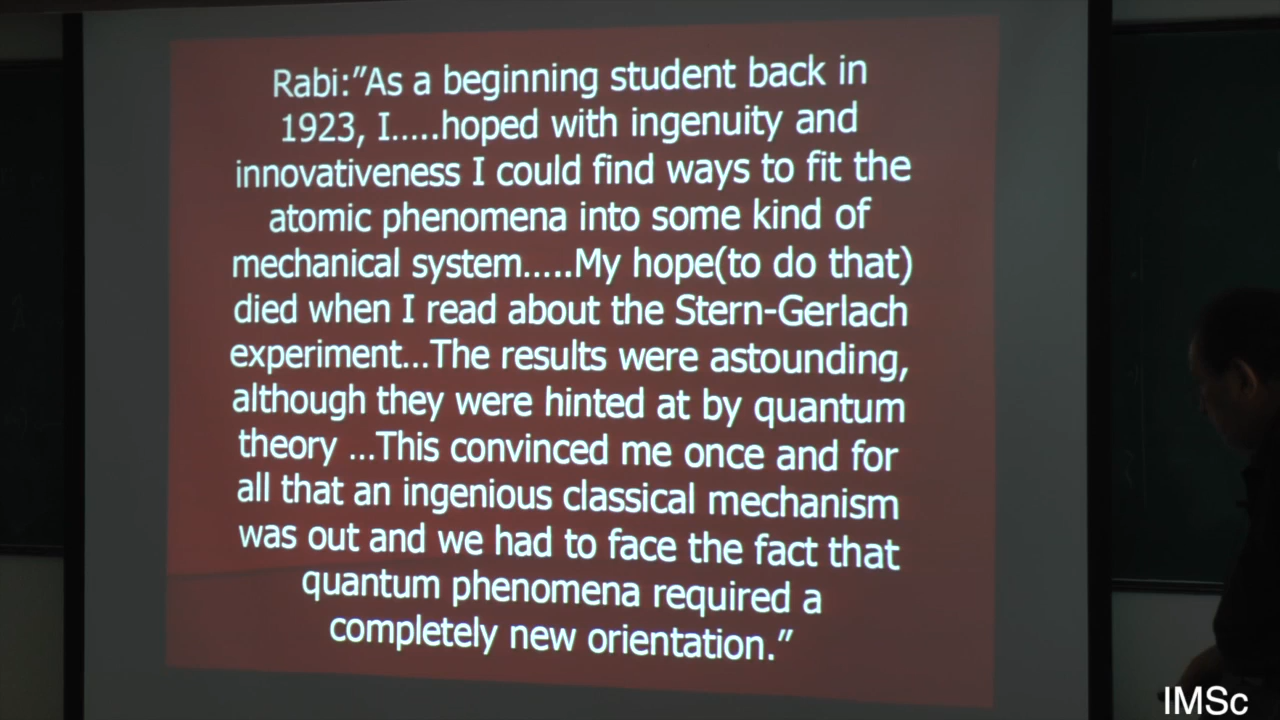 Rabi:”As a beginning student back in
1923, I.....hoped with ingenuity and
innovativeness I could find ways to fit the
atomic phenomena into some kind of
mechanical system.....My hope(to do that)
died when I read about the Stern-Gerlach
experiment...The results were astounding,
although they were hinted at by quantum
theory ...This convinced me once and for
all that an ingenious classical mechanism
was out and we had to face the fact that
quantum phenomena required a
completely new orientation.”
IMSc